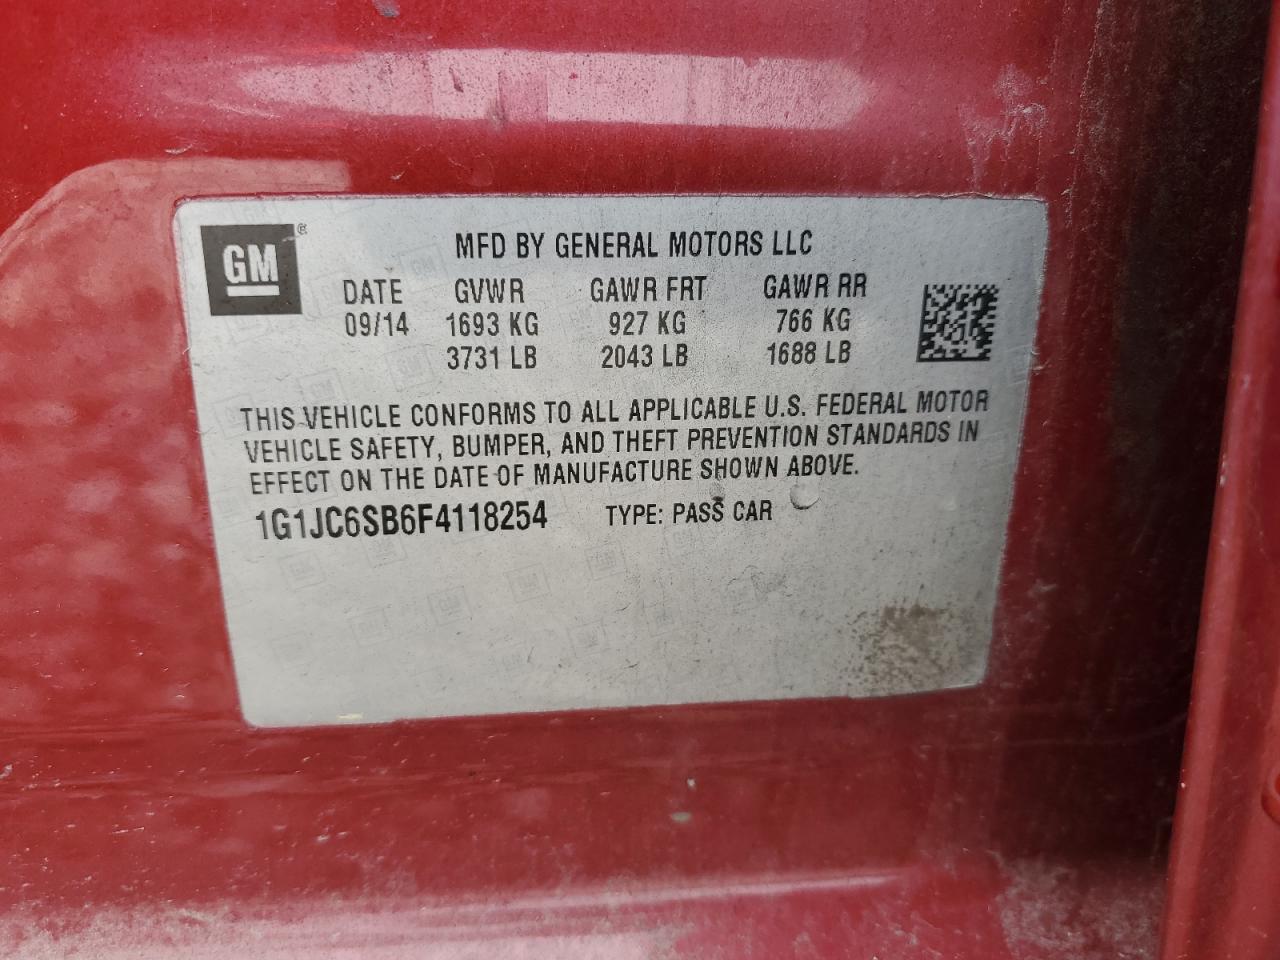 GM ®
MFD BY GENERAL MOTORS LLC
DATE GVWR GAWR FRT GAWR RR
09/14 1693 KG 927 KG 766 KG
3731 LB 2043 LB 1688 LB
THIS VEHICLE CONFORMS TO ALL APPLICABLE U.S. FEDERAL MOTOR
VEHICLE SAFETY, BUMPER, AND THEFT PREVENTION STANDARDS IN
EFFECT ON THE DATE OF MANUFACTURE SHOWN ABOVE.
1G1JC6SB6F4118254 TYPE: PASS CAR